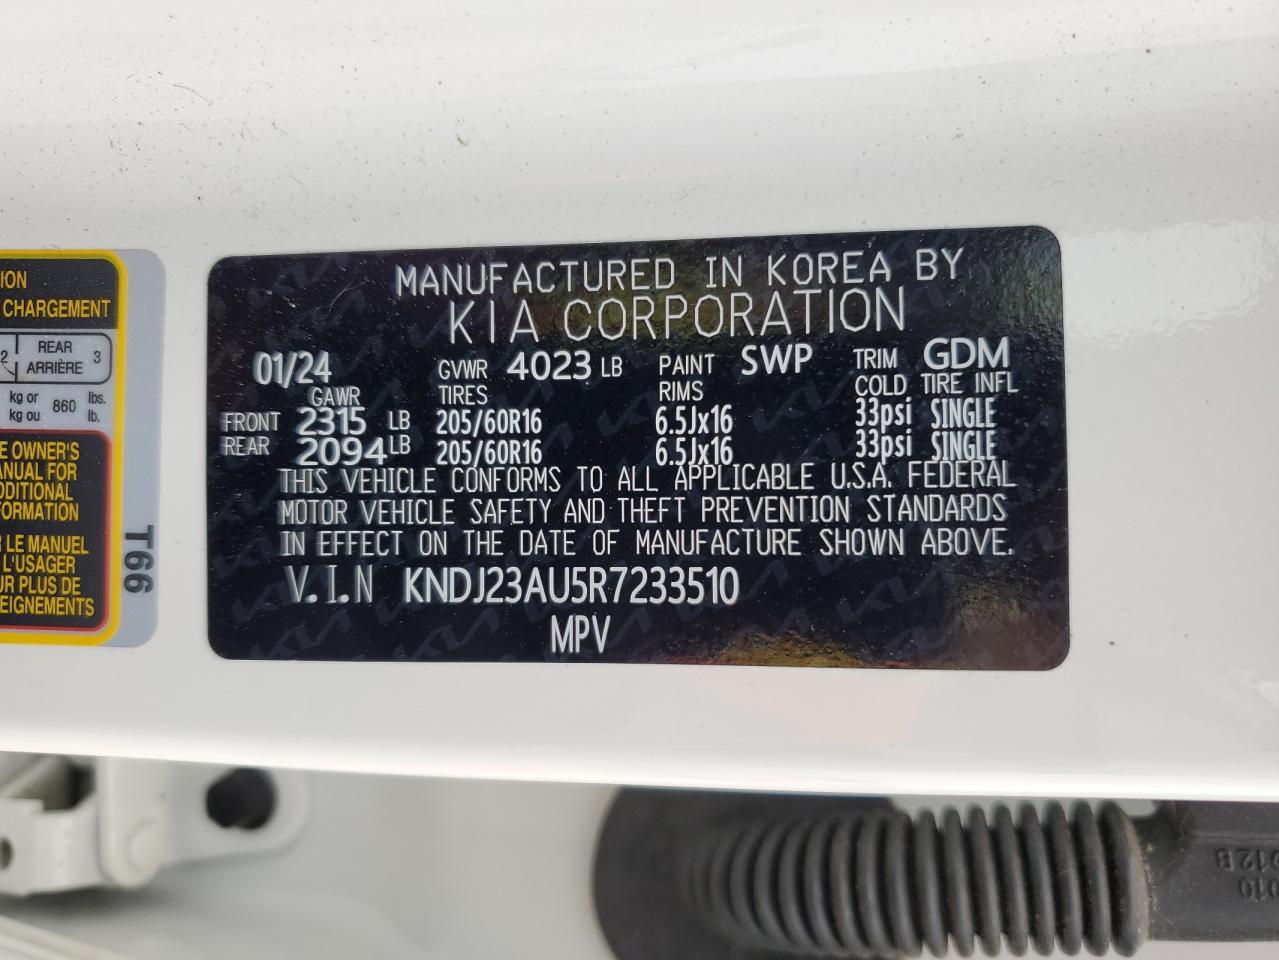 MANUFACTURED IN KOREA BY
KIA CORPORATION
01/24 GVWR 4023 LB PAINT SWP TRIM GDM
GAWR TIRES RIMS COLD TIRE INFL
FRONT 2315 LB 205/60R16 6.5Jx16 33psi SINGLE
REAR 2094 LB 205/60R16 6.5Jx16 33psi SINGLE
THIS VEHICLE CONFORMS TO ALL APPLICABLE U.S.A. FEDERAL
MOTOR VEHICLE SAFETY AND THEFT PREVENTION STANDARDS
IN EFFECT ON THE DATE OF MANUFACTURE SHOWN ABOVE.
V.I.N KNDJ23AU5R7233510
MPV
ION
CHARGEMENT
2 REAR 3
ARRIÈRE
kg or 860 lbs.
kg ou lb.
E OWNER'S
ANUAL FOR
DDITIONAL
FORMATION
R LE MANUEL
L'USAGER
UR PLUS DE
SEIGNEMENTS
T66